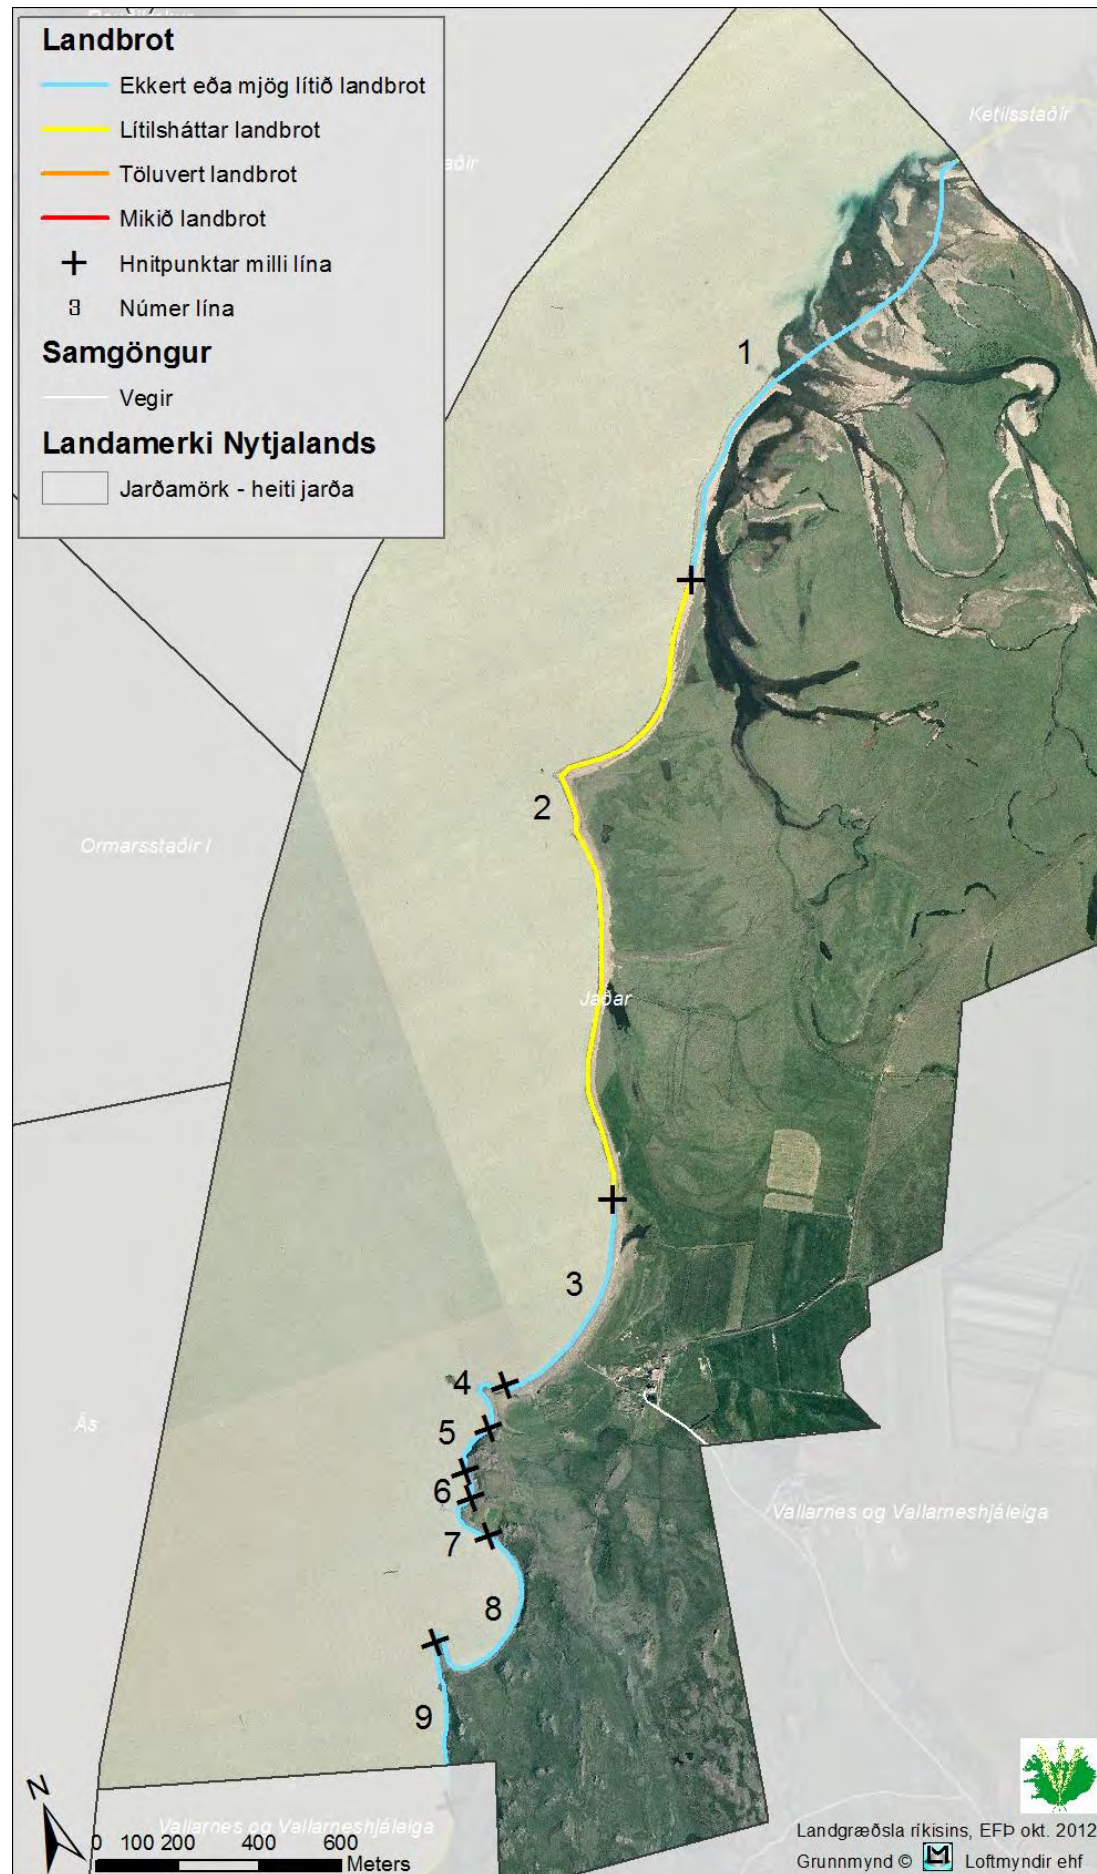 Landbrot
Ekkert eða mjög lítið landbrot
Lítilsháttar landbrot
Töluvert landbrot
Mikið landbrot
Hnitpunktar milli lína
3 Númer lína
Samgöngur
Vegir
Landamerki Nytjalands
Jarðamörk - heiti jarða
Ketilsstaðir
aðir
1
2
Ormarsstaðir I
Jaðar
3
4
Ás
5
6
7
Vallarnes og Vallarneshjáleiga
8
9
N
Vallarnes og Vallarneshjáleiga
0 100 200 400 600
Meters
Landgræðsla ríkisins, EFÞ okt. 2012
Grunnmynd © Loftmyndir ehf